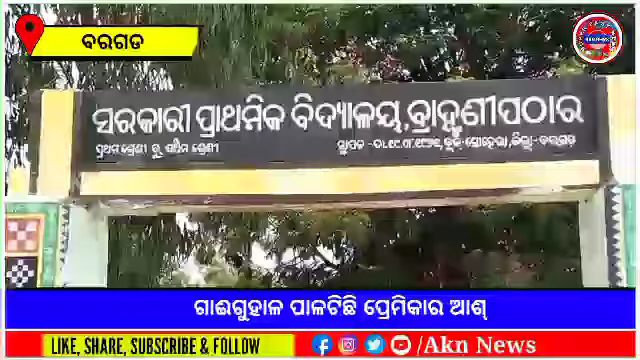 ବରଗଡ
ସରକାରୀ ପ୍ରାଥମିକ ବିଦ୍ୟାଳୟ, ବ୍ରାହ୍ମଣୀପଠାର
ପ୍ରଥମ ଶ୍ରେଣୀ ରୁ ପଞ୍ଚମ ଶ୍ରେଣୀ
ଗାଈଗୁହାଳ ପାଲଟିଛି ପ୍ରେମିକାର ଆଶ୍
LIKE, SHARE, SUBSCRIBE & FOLLOW
/Akn News